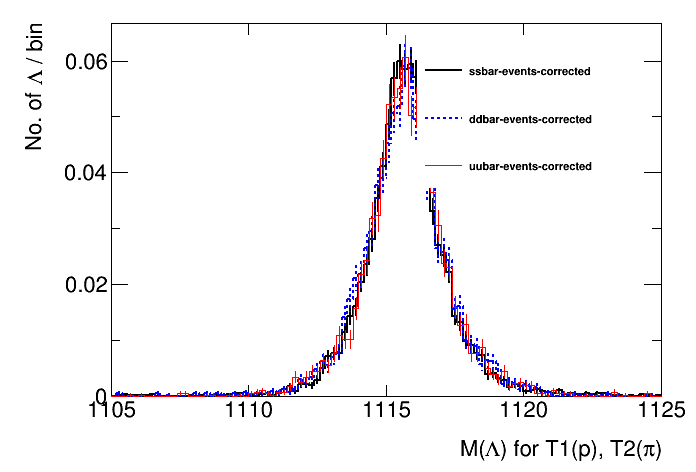 No. of Λ / bin
0.06
0.04
0.02
0
ssbar-events-corrected
ddbar-events-corrected
uubar-events-corrected
1105
1110
1115
1120
1125
M(Λ) for T1(p), T2(π)